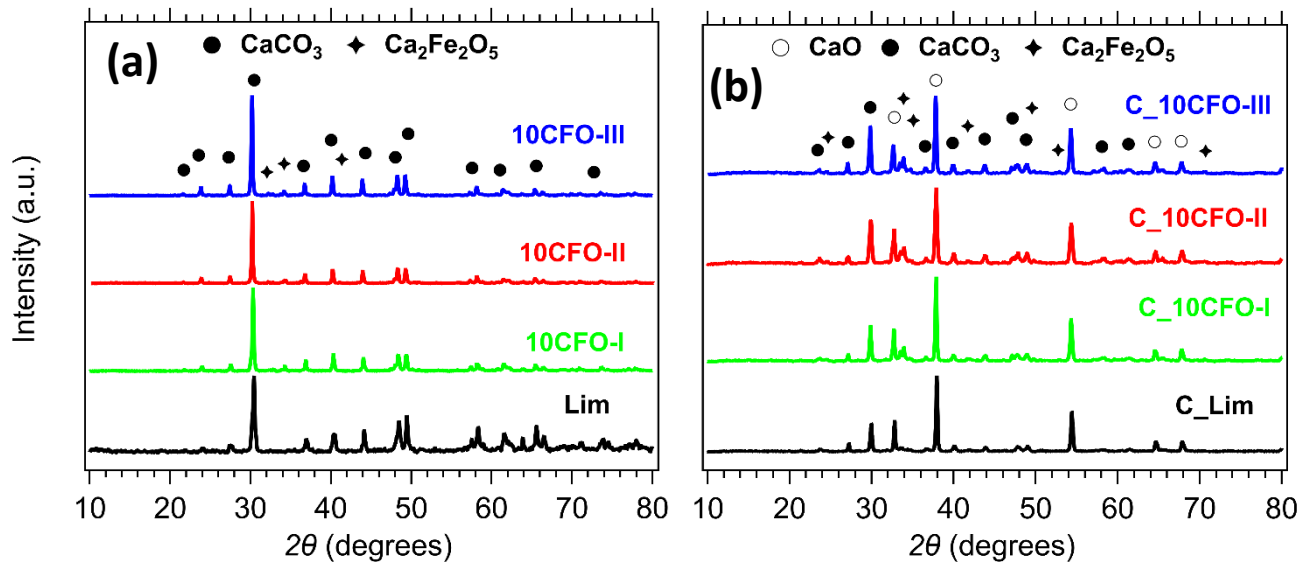 (a)
● CaCO₃ ✦ Ca₂Fe₂O₅
10CFO-III
10CFO-II
10CFO-I
Lim
Intensity (a.u.)
10 20 30 40 50 60 70 80
2θ (degrees)
(b)
○ CaO ● CaCO₃ ✦ Ca₂Fe₂O₅
C_10CFO-III
C_10CFO-II
C_10CFO-I
C_Lim
10 20 30 40 50 60 70 80
2θ (degrees)